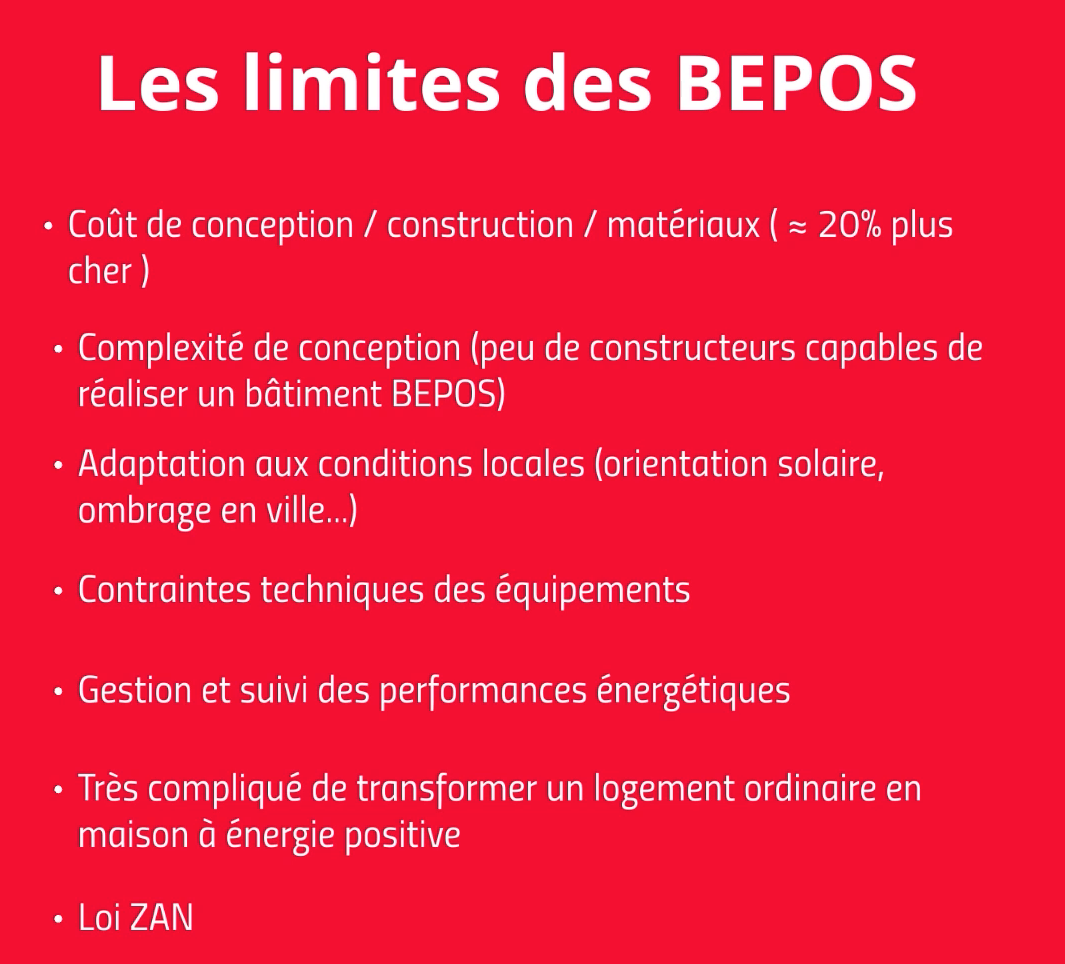 Les limites des BEPOS
• Coût de conception / construction / matériaux ( ≈ 20% plus
cher )
• Complexité de conception (peu de constructeurs capables de
réaliser un bâtiment BEPOS)
• Adaptation aux conditions locales (orientation solaire,
ombrage en ville...)
• Contraintes techniques des équipements
• Gestion et suivi des performances énergétiques
• Très compliqué de transformer un logement ordinaire en
maison à énergie positive
• Loi ZAN